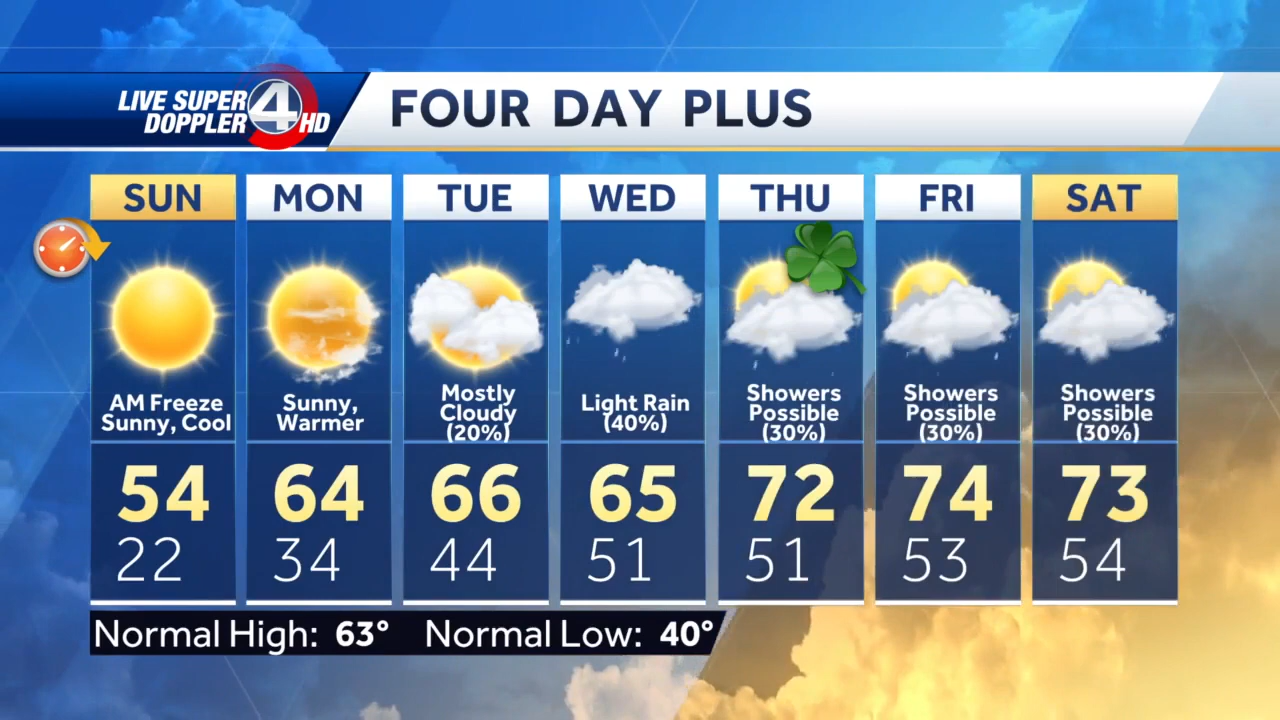 LIVE SUPER
DOPPLER 4 HD
FOUR DAY PLUS
SUN
AM Freeze
Sunny, Cool
54
22
MON
Sunny,
Warmer
64
34
TUE
Mostly
Cloudy
(20%)
66
44
WED
Light Rain
(40%)
65
51
THU
Showers
Possible
(30%)
72
51
FRI
Showers
Possible
(30%)
74
53
SAT
Showers
Possible
(30%)
73
54
Normal High: 63° Normal Low: 40°